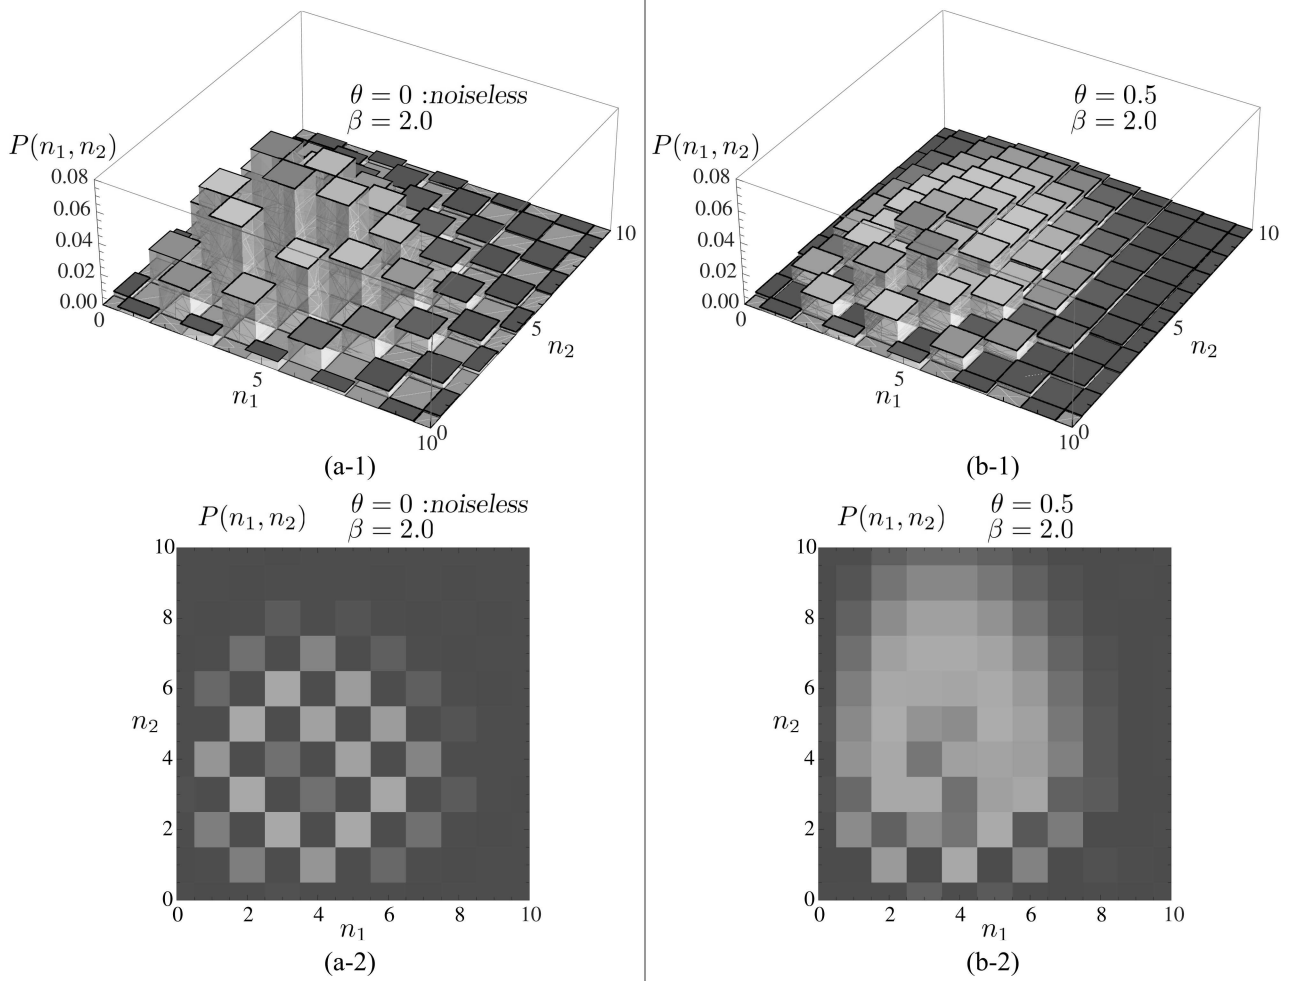 θ = 0 :noiseless
β = 2.0
P(n₁, n₂)
0.08
0.06
0.04
0.02
0.00
0
5
10
n₁
0
5
10
n₂
(a-1)
θ = 0.5
β = 2.0
P(n₁, n₂)
0.08
0.06
0.04
0.02
0.00
0
5
10
n₁
0
5
10
n₂
(b-1)
P(n₁, n₂)
θ = 0 :noiseless
β = 2.0
10
8
6
n₂
4
2
0
0 2 4 6 8 10
n₁
(a-2)
P(n₁, n₂)
θ = 0.5
β = 2.0
10
8
6
n₂
4
2
0
0 2 4 6 8 10
n₁
(b-2)